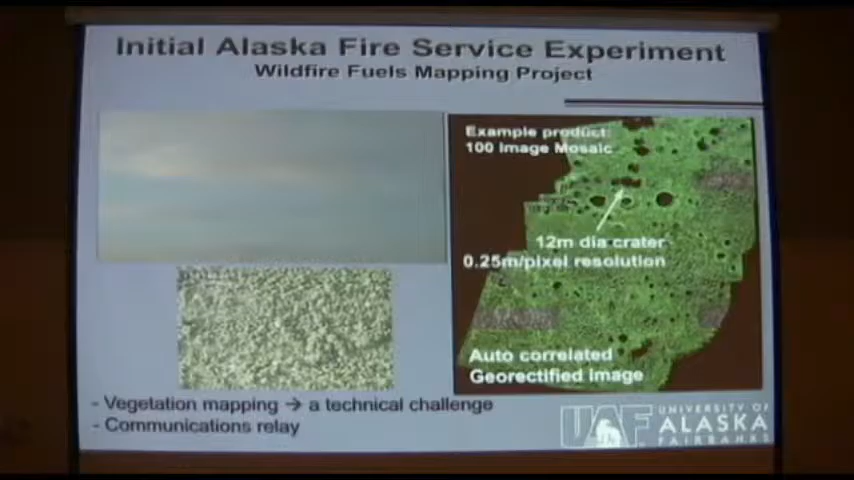 Initial Alaska Fire Service Experiment
Wildfire Fuels Mapping Project
Example product:
100 Image Mosaic
12m dia crater
0.25m/pixel resolution
Auto correlated
Georectified image
- Vegetation mapping → a technical challenge
- Communications relay
UAF
UNIVERSITY OF
ALASKA
FAIRBANKS